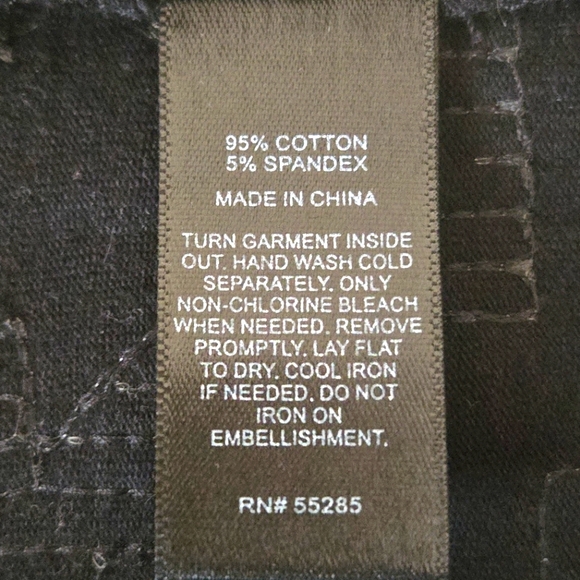 95% COTTON
5% SPANDEX
MADE IN CHINA
TURN GARMENT INSIDE
OUT. HAND WASH COLD
SEPARATELY. ONLY
NON-CHLORINE BLEACH
WHEN NEEDED. REMOVE
PROMPTLY. LAY FLAT
TO DRY. COOL IRON
IF NEEDED. DO NOT
IRON ON
EMBELLISHMENT.
RN# 55285